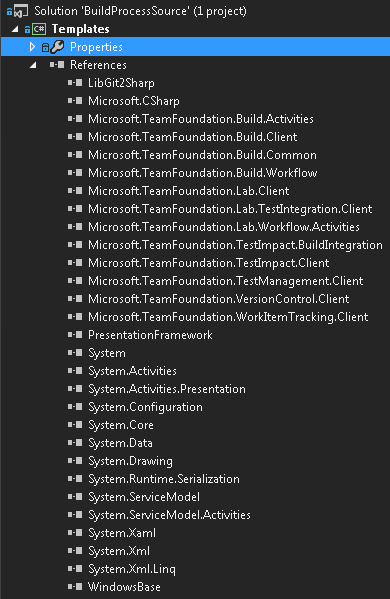 Solution 'BuildProcessSource' (1 project)
C# Templates
Properties
References
LibGit2Sharp
Microsoft.CSharp
Microsoft.TeamFoundation.Build.Activities
Microsoft.TeamFoundation.Build.Client
Microsoft.TeamFoundation.Build.Common
Microsoft.TeamFoundation.Build.Workflow
Microsoft.TeamFoundation.Lab.Client
Microsoft.TeamFoundation.Lab.TestIntegration.Client
Microsoft.TeamFoundation.Lab.Workflow.Activities
Microsoft.TeamFoundation.TestImpact.BuildIntegration
Microsoft.TeamFoundation.TestImpact.Client
Microsoft.TeamFoundation.TestManagement.Client
Microsoft.TeamFoundation.VersionControl.Client
Microsoft.TeamFoundation.WorkItemTracking.Client
PresentationFramework
System
System.Activities
System.Activities.Presentation
System.Configuration
System.Core
System.Data
System.Drawing
System.Runtime.Serialization
System.ServiceModel
System.ServiceModel.Activities
System.Xaml
System.Xml
System.Xml.Linq
WindowsBase